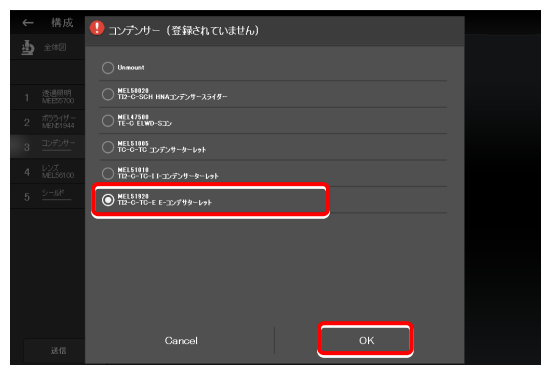 ← 構成
全体図
1 透過照明
MEE55700
2 ポラライザー
MEN51944
3 コンデンサー
4 レンズ
MEL56100
5 シールド
送信
! コンデンサー（登録されていません）
Unmount
MEL58020
TI2-C-SCH HNAコンデンサースライダー
MEL47500
TE-C ELWD-Sコン
MEL51005
TC-C-TC コンデンサーターレット
MEL51010
TI2-C-TC-I I-コンデンサーターレット
MEL51920
TI2-C-TC-E E-コンデサターレット
Cancel
OK